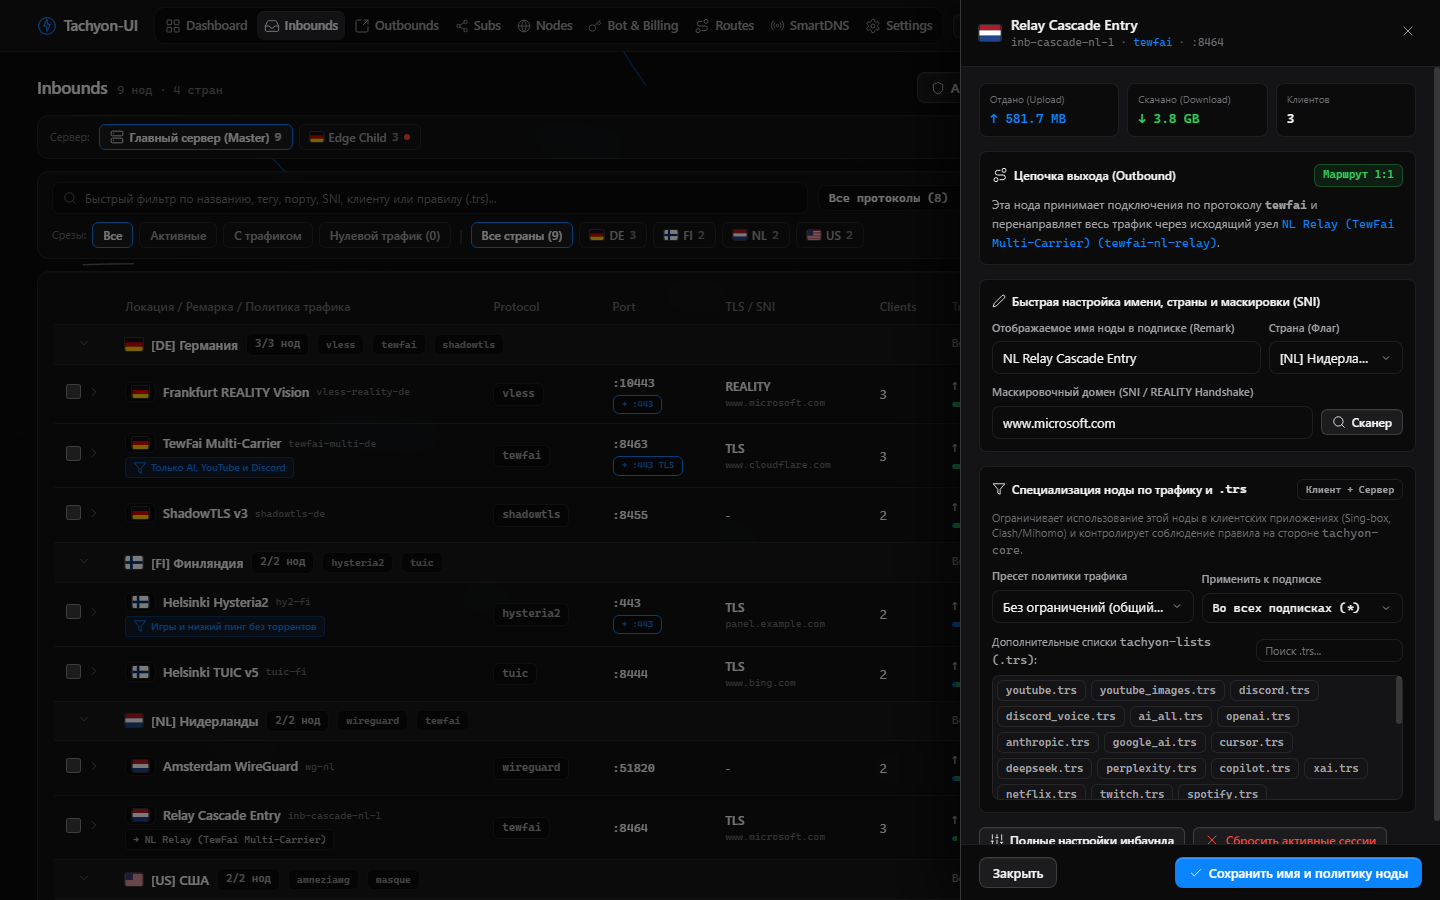 Tachyon-UI
Dashboard
Inbounds
Outbounds
Subs
Nodes
Bot & Billing
Routes
SmartDNS
Settings
Inbounds 9 нод · 4 стран
Сервер: Главный сервер (Master) 9 Edge Child 3
Быстрый фильтр по названию, тегу, порту, SNI, клиенту или правилу (.trs)...
Все протоколы (8)
Срезы: Все Активные С трафиком Нулевой трафик (0) | Все страны (9) DE 3 FI 2 NL 2 US 2
Локация / Ремарка / Политика трафика Protocol Port TLS / SNI Clients
[DE] Германия 3/3 нод vless tewfai shadowtls
Frankfurt REALITY Vision vless-reality-de vless :10443 REALITY 3
+ :443 www.microsoft.com
TewFai Multi-Carrier tewfai-multi-de tewfai :8463 TLS 3
Только AI, YouTube и Discord + :443 TLS www.cloudflare.com
ShadowTLS v3 shadowtls-de shadowtls :8455 - 2
[FI] Финляндия 2/2 нод hysteria2 tuic
Helsinki Hysteria2 hy2-fi hysteria2 :443 TLS 2
Игры и низкий пинг без торрентов + :443 panel.example.com
Helsinki TUIC v5 tuic-fi tuic :8444 TLS 2
www.bing.com
[NL] Нидерланды 2/2 нод wireguard tewfai
Amsterdam WireGuard wg-nl wireguard :51820 - 2
Relay Cascade Entry inb-cascade-nl-1 tewfai :8464 TLS 3
→ NL Relay (TewFai Multi-Carrier) www.microsoft.com
[US] США 2/2 нод amneziawg masque
Relay Cascade Entry
inb-cascade-nl-1 · tewfai · :8464
Отдано (Upload)
↑ 581.7 MB
Скачано (Download)
↓ 3.8 GB
Клиентов
3
Цепочка выхода (Outbound) Маршрут 1:1
Эта нода принимает подключения по протоколу tewfai и
перенаправляет весь трафик через исходящий узел NL Relay (TewFai
Multi-Carrier) (tewfai-nl-relay).
Быстрая настройка имени, страны и маскировки (SNI)
Отображаемое имя ноды в подписке (Remark) Страна (Флаг)
NL Relay Cascade Entry [NL] Нидерла...
Маскировочный домен (SNI / REALITY Handshake)
www.microsoft.com Сканер
Специализация ноды по трафику и .trs Клиент + Сервер
Ограничивает использование этой ноды в клиентских приложениях (Sing-box,
Clash/Mihomo) и контролирует соблюдение правила на стороне tachyon-
core.
Пресет политики трафика Применить к подписке
Без ограничений (общий... Во всех подписках (*)
Дополнительные списки tachyon-lists
(.trs): Поиск .trs...
youtube.trs youtube_images.trs discord.trs
discord_voice.trs ai_all.trs openai.trs
anthropic.trs google_ai.trs cursor.trs
deepseek.trs perplexity.trs copilot.trs xai.trs
netflix.trs twitch.trs spotify.trs
Полные настройки инбаунда Сбросить активные сессии
Закрыть Сохранить имя и политику ноды